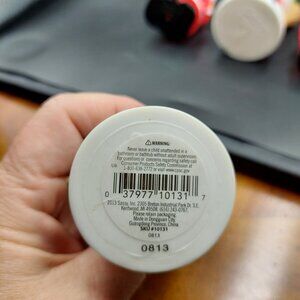 ⚠ WARNING:
Never leave a child unattended in a
bathroom or bathtub without adult supervision.
For questions or concerns regarding safety call
Consumer Products Safety Commission at
1-800-638-2772 or visit www.cpsc.gov
0 37977 10131 7
2013 Sassy, Inc. 2305 Breton Industrial Park Dr. S.E.
Kentwood, MI 49508. (616) 243-0767.
Please retain packaging.
Made in Dongguan City,
Guangdong Province, China
SKU #10131
0813
0813